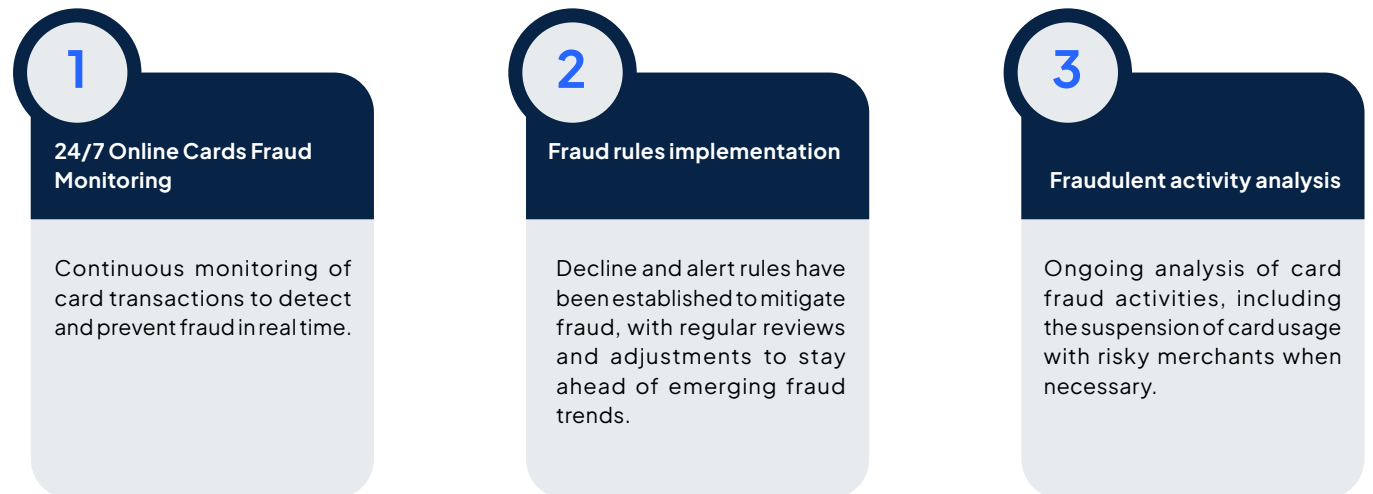 1
24/7 Online Cards Fraud
Monitoring
Continuous monitoring of
card transactions to detect
and prevent fraud in real time.
2
Fraud rules implementation
Decline and alert rules have
been established to mitigate
fraud, with regular reviews
and adjustments to stay
ahead of emerging fraud
trends.
3
Fraudulent activity analysis
Ongoing analysis of card
fraud activities, including
the suspension of card usage
with risky merchants when
necessary.